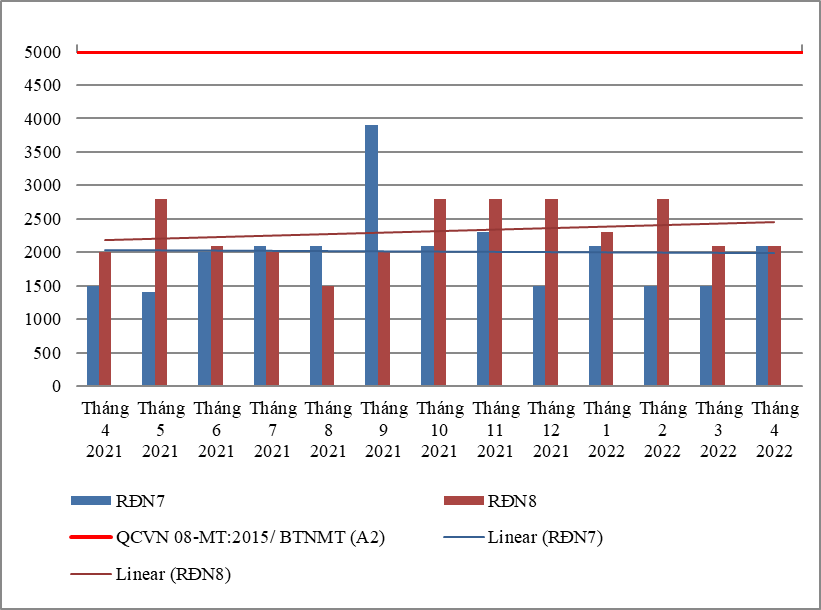 5000
4500
4000
3500
3000
2500
2000
1500
1000
500
0
Tháng Tháng Tháng Tháng Tháng Tháng Tháng Tháng Tháng Tháng Tháng Tháng Tháng
4 5 6 7 8 9 10 11 12 1 2 3 4
2021 2021 2021 2021 2021 2021 2021 2021 2021 2022 2022 2022 2022
RĐN7 RĐN8
QCVN 08-MT:2015/ BTNMT (A2) Linear (RĐN7)
Linear (RĐN8)